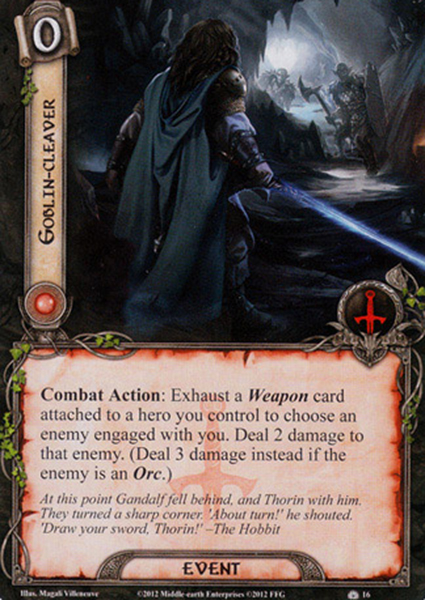 0
GOBLIN-CLEAVER
Combat Action: Exhaust a Weapon card
attached to a hero you control to choose an
enemy engaged with you. Deal 2 damage to
that enemy. (Deal 3 damage instead if the
enemy is an Orc.)
At this point Gandalf fell behind, and Thorin with him.
They turned a sharp corner. 'About turn!' he shouted.
'Draw your sword, Thorin!' –The Hobbit
EVENT
Illus. Magali Villeneuve ©2012 Middle-earth Enterprises ©2012 FFG 16